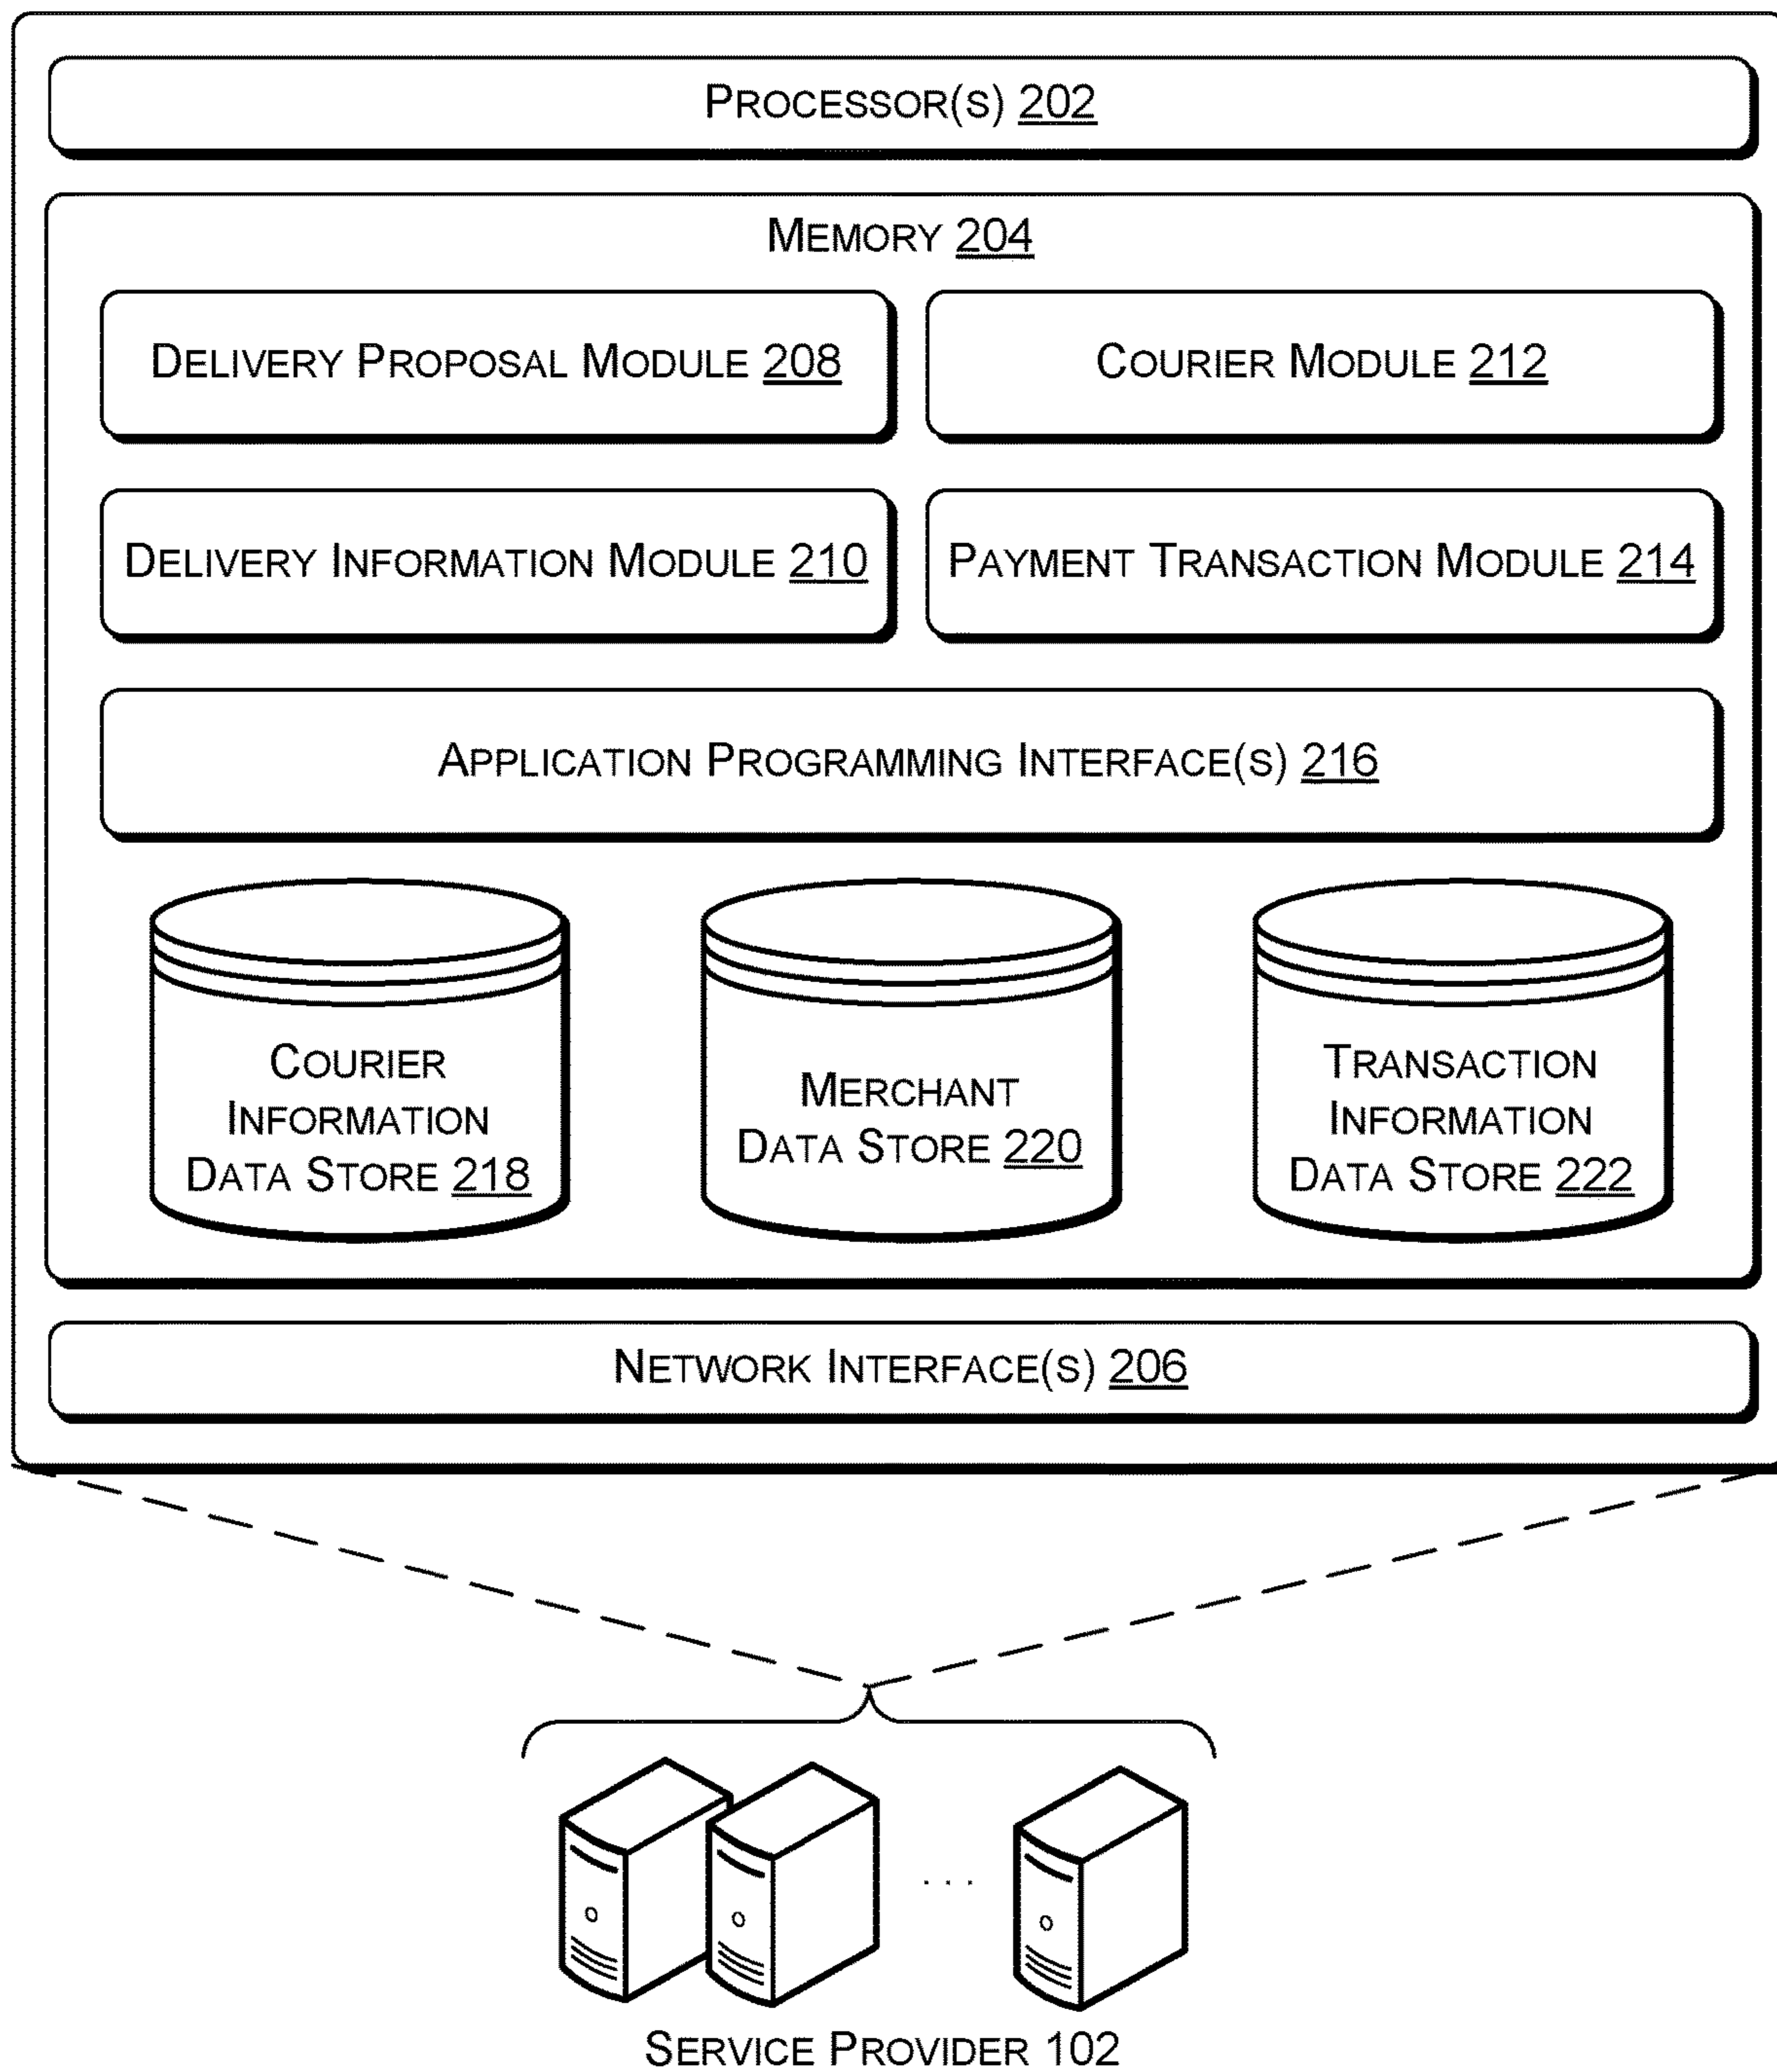 PROCESSOR(S) 202
MEMORY 204
DELIVERY PROPOSAL MODULE 208
COURIER MODULE 212
DELIVERY INFORMATION MODULE 210
PAYMENT TRANSACTION MODULE 214
APPLICATION PROGRAMMING INTERFACE(S) 216
COURIER
INFORMATION
DATA STORE 218
MERCHANT
DATA STORE 220
TRANSACTION
INFORMATION
DATA STORE 222
NETWORK INTERFACE(S) 206
. . .
SERVICE PROVIDER 102